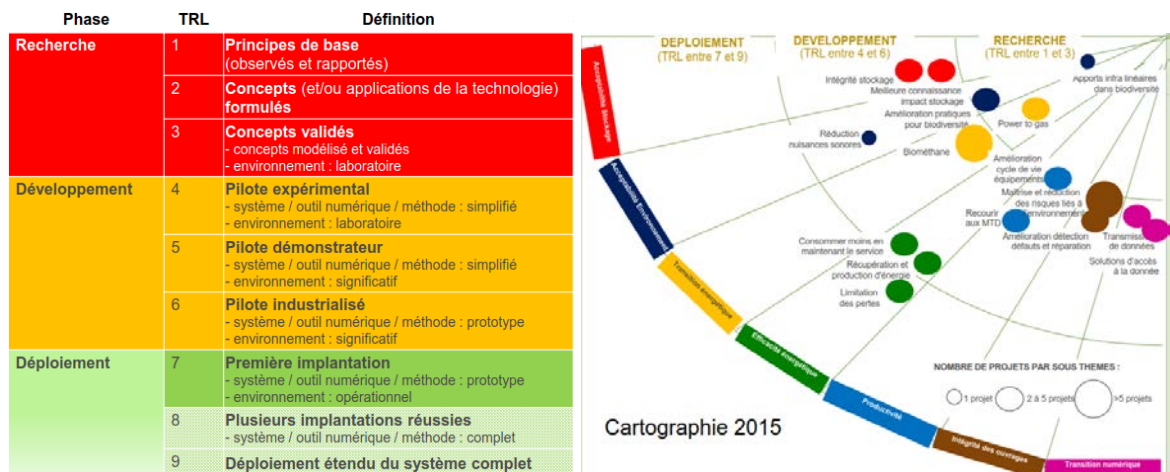 Phase TRL Définition
Recherche 1 Principes de base
(observés et rapportés)
2 Concepts (et/ou applications de la technologie)
formulés
3 Concepts validés
- concepts modélisé et validés
- environnement : laboratoire
Développement 4 Pilote expérimental
- système / outil numérique / méthode : simplifié
- environnement : laboratoire
5 Pilote démonstrateur
- système / outil numérique / méthode : simplifié
- environnement : significatif
6 Pilote industrialisé
- système / outil numérique / méthode : prototype
- environnement : significatif
Déploiement 7 Première implantation
- système / outil numérique / méthode : prototype
- environnement : opérationnel
8 Plusieurs implantations réussies
- système / outil numérique / méthode : complet
9 Déploiement étendu du système complet
DEPLOIEMENT
(TRL entre 7 et 9)
DEVELOPPEMENT
(TRL entre 4 et 6)
RECHERCHE
(TRL entre 1 et 3)
Intégrité stockage
Meilleure connaissance
impact stockage
Amélioration pratiques
pour biodiversité
Apports infra linéaires
dans biodiversité
Réduction
nuisances sonores
Power to gas
Biométhane
Amélioration
cycle de vie
équipements
Maîtrise et réduction
des risques liés à
l'environnement
Recourir
aux MTD
Amélioration détection
défauts et réparation
Transmission
de données
Solutions d'accès
à la donnée
Consommer moins en
maintenant le service
Récupération et
production d'énergie
Limitation
des pertes
Acceptabilité Stockage
Acceptabilité Environnement
Transition énergétique
Efficacité énergétique
Productivité
Intégrité des ouvrages
Transition numérique
NOMBRE DE PROJETS PAR SOUS THEMES :
1 projet
2 à 5 projets
>5 projets
Cartographie 2015